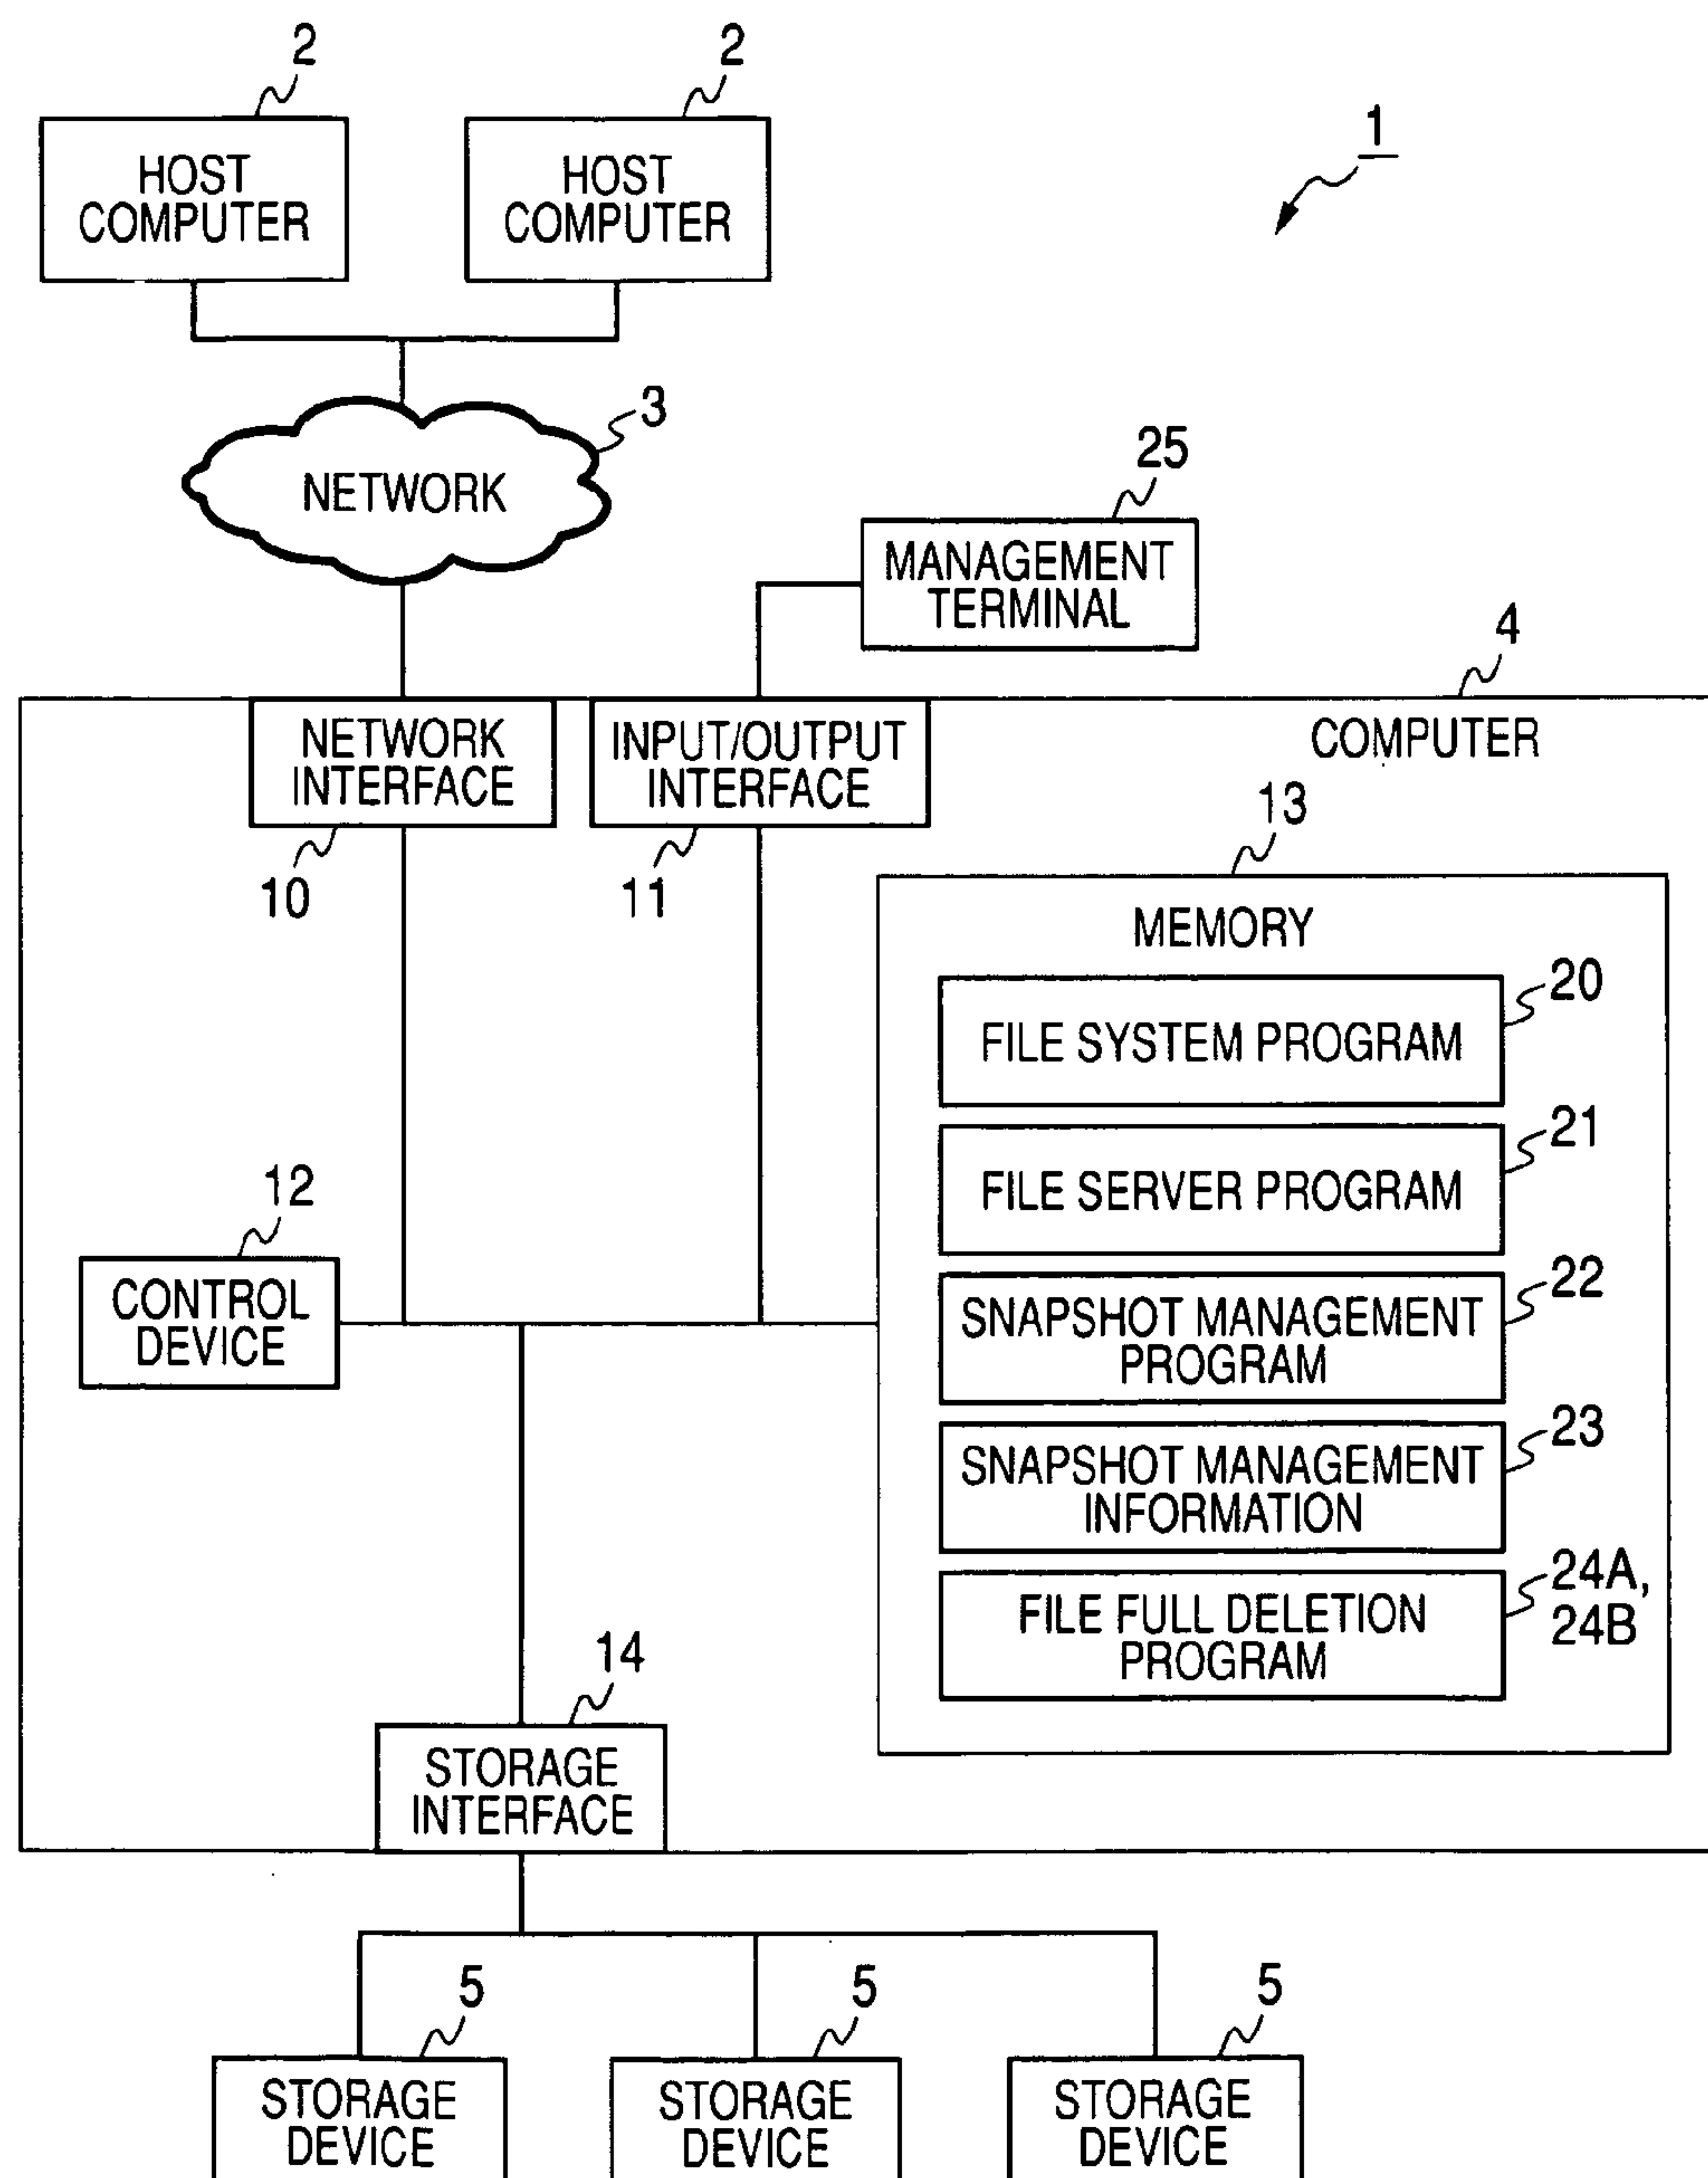 2
2
1
HOST
COMPUTER
HOST
COMPUTER
3
NETWORK
25
MANAGEMENT
TERMINAL
4
NETWORK
INTERFACE
INPUT/OUTPUT
INTERFACE
COMPUTER
10
11
13
MEMORY
20
FILE SYSTEM PROGRAM
21
FILE SERVER PROGRAM
12
CONTROL
DEVICE
22
SNAPSHOT MANAGEMENT
PROGRAM
23
SNAPSHOT MANAGEMENT
INFORMATION
24A,
24B
FILE FULL DELETION
PROGRAM
14
STORAGE
INTERFACE
5
5
5
STORAGE
DEVICE
STORAGE
DEVICE
STORAGE
DEVICE